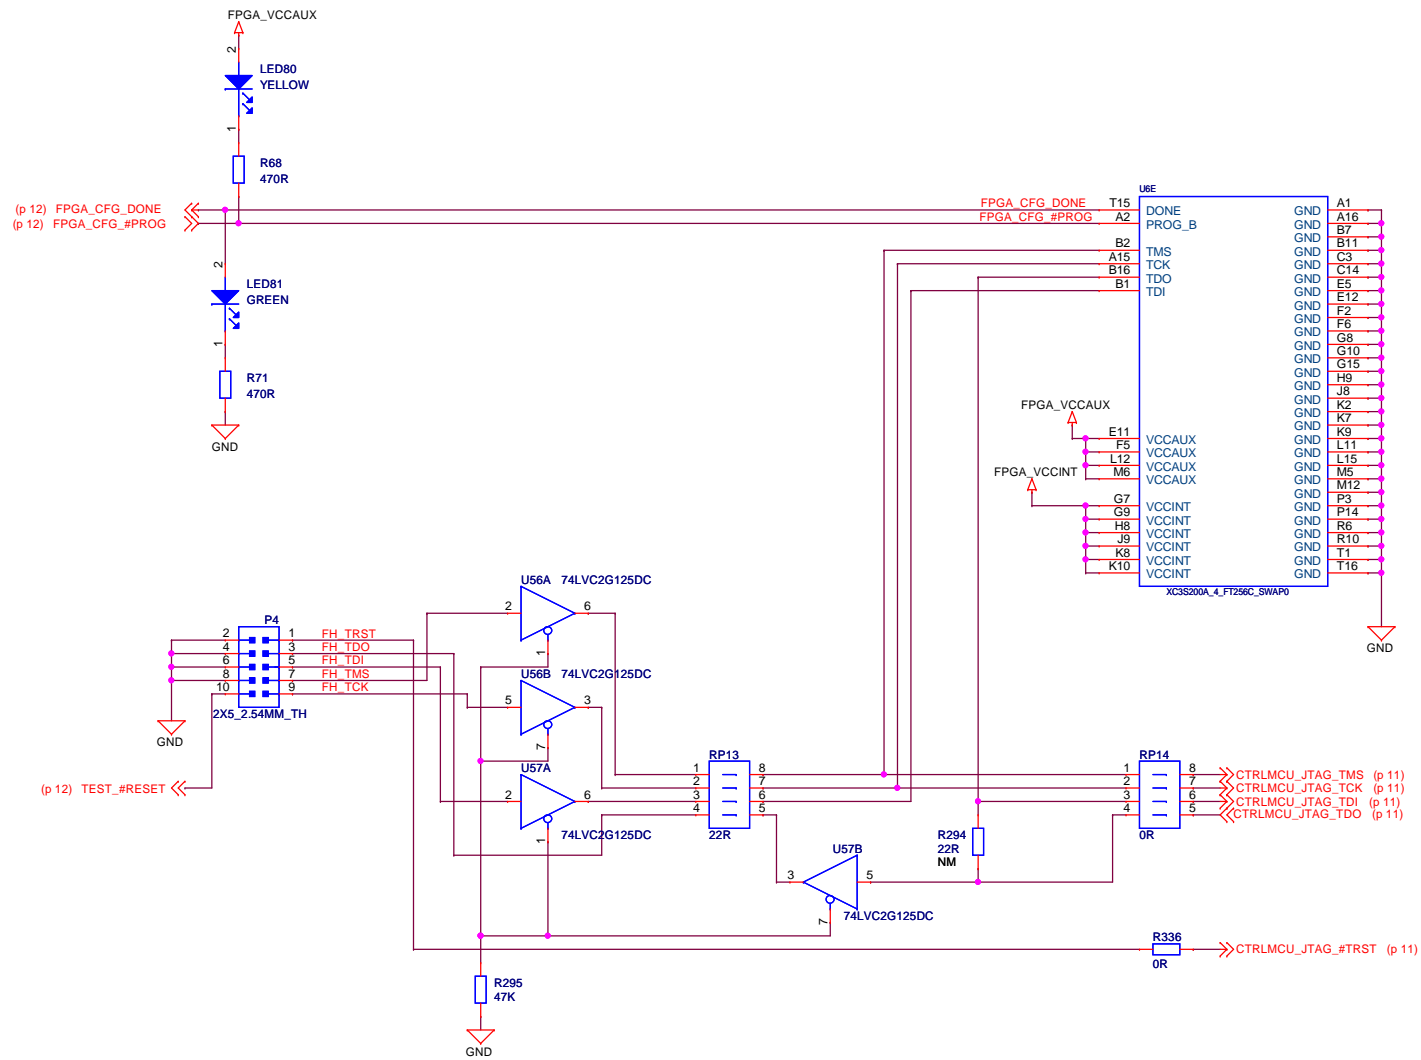 FPGA_VCCAUX
2
LED80
YELLOW
1
R68
470R
(p 12) FPGA_CFG_DONE
(p 12) FPGA_CFG_#PROG
2
LED81
GREEN
1
R71
470R
GND
U6E
FPGA_CFG_DONE T15 DONE GND A1
FPGA_CFG_#PROG A2 PROG_B GND A16
GND B7
B2 TMS GND B11
A15 TCK GND C3
B16 TDO GND C14
B1 TDI GND E5
GND E12
GND F2
GND F6
GND G8
GND G10
GND G15
GND H9
GND J8
GND K2
GND K7
FPGA_VCCAUX
E11 VCCAUX GND K9
F5 VCCAUX GND L11
L12 VCCAUX GND L15
M6 VCCAUX GND M5
GND M12
FPGA_VCCINT
G7 VCCINT GND P3
G9 VCCINT GND P14
H8 VCCINT GND R6
J9 VCCINT GND R10
K8 VCCINT GND T1
K10 VCCINT GND T16
XC3S200A_4_FT256C_SWAP0
GND
U56A 74LVC2G125DC
2 6
1
P4
2 1 FH_TRST
4 3 FH_TDO
6 5 FH_TDI
8 7 FH_TMS
10 9 FH_TCK
2X5_2.54MM_TH
GND
(p 12) TEST_#RESET
U56B 74LVC2G125DC
5 3
7
U57A
2 6
1
74LVC2G125DC
RP13
1 8
2 7
3 6
4 5
22R
RP14
1 8 CTRLMCU_JTAG_TMS (p 11)
2 7 CTRLMCU_JTAG_TCK (p 11)
3 6 CTRLMCU_JTAG_TDI (p 11)
4 5 CTRLMCU_JTAG_TDO (p 11)
0R
R294
22R
NM
U57B
3 5
7
74LVC2G125DC
R336
0R
CTRLMCU_JTAG_#TRST (p 11)
R295
47K
GND